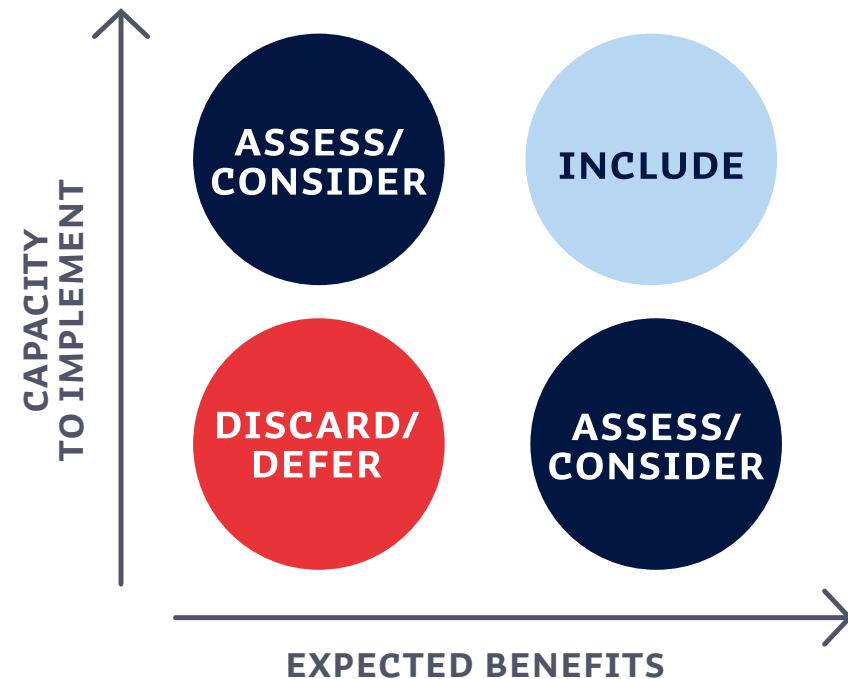 ASSESS/
CONSIDER
INCLUDE
CAPACITY
TO IMPLEMENT
DISCARD/
DEFER
ASSESS/
CONSIDER
EXPECTED BENEFITS